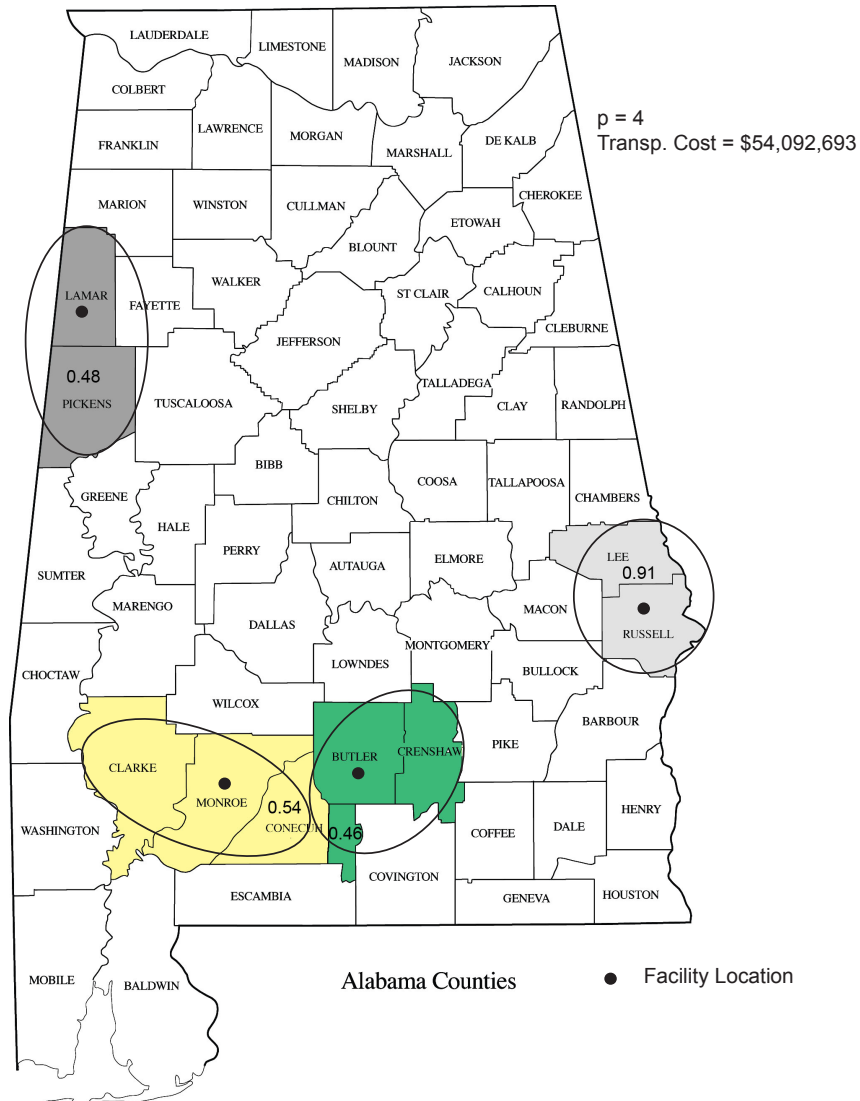 LAUDERDALE
LIMESTONE
MADISON
JACKSON
COLBERT
p = 4
Transp. Cost = $54,092,693
FRANKLIN
LAWRENCE
MORGAN
MARSHALL
DE KALB
CHEROKEE
MARION
WINSTON
CULLMAN
ETOWAH
BLOUNT
WALKER
ST CLAIR
CALHOUN
LAMAR
FAYETTE
CLEBURNE
JEFFERSON
0.48
PICKENS
TUSCALOOSA
SHELBY
TALLADEGA
CLAY
RANDOLPH
BIBB
COOSA
TALLAPOOSA
CHAMBERS
GREENE
CHILTON
HALE
PERRY
LEE
0.91
SUMTER
AUTAUGA
ELMORE
MARENGO
MACON
DALLAS
RUSSELL
MONTGOMERY
LOWNDES
CHOCTAW
BULLOCK
WILCOX
BARBOUR
PIKE
BUTLER
CRENSHAW
CLARKE
MONROE
0.54
CONECUH
0.46
WASHINGTON
COFFEE
DALE
HENRY
COVINGTON
ESCAMBIA
GENEVA
HOUSTON
MOBILE
BALDWIN
Alabama Counties
Facility Location